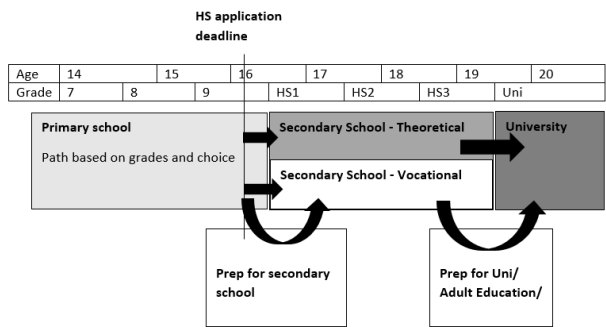 HS application
deadline
Age 14 15 16 17 18 19 20
Grade 7 8 9 HS1 HS2 HS3 Uni
Primary school
Path based on grades and choice
Secondary School - Theoretical
University
Secondary School - Vocational
Prep for secondary
school
Prep for Uni/
Adult Education/